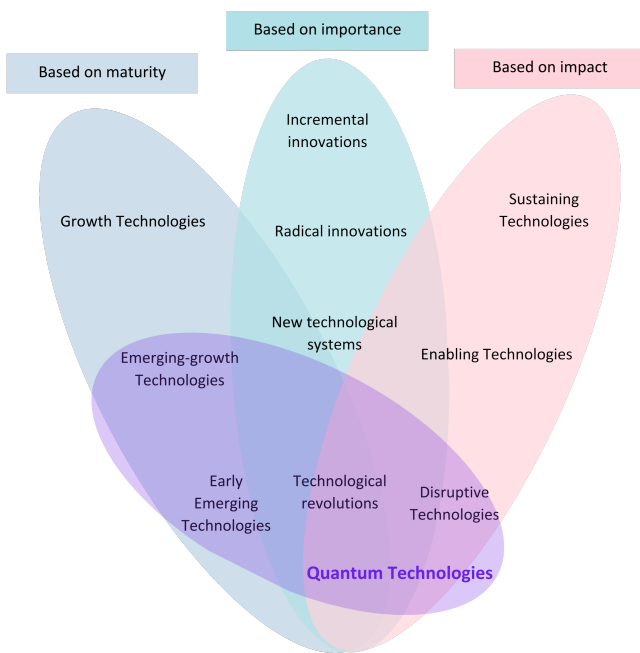 Based on importance
Based on maturity
Based on impact
Incremental
innovations
Sustaining
Technologies
Growth Technologies
Radical innovations
New technological
systems
Emerging-growth
Technologies
Enabling Technologies
Early
Emerging
Technologies
Technological
revolutions
Disruptive
Technologies
Quantum Technologies